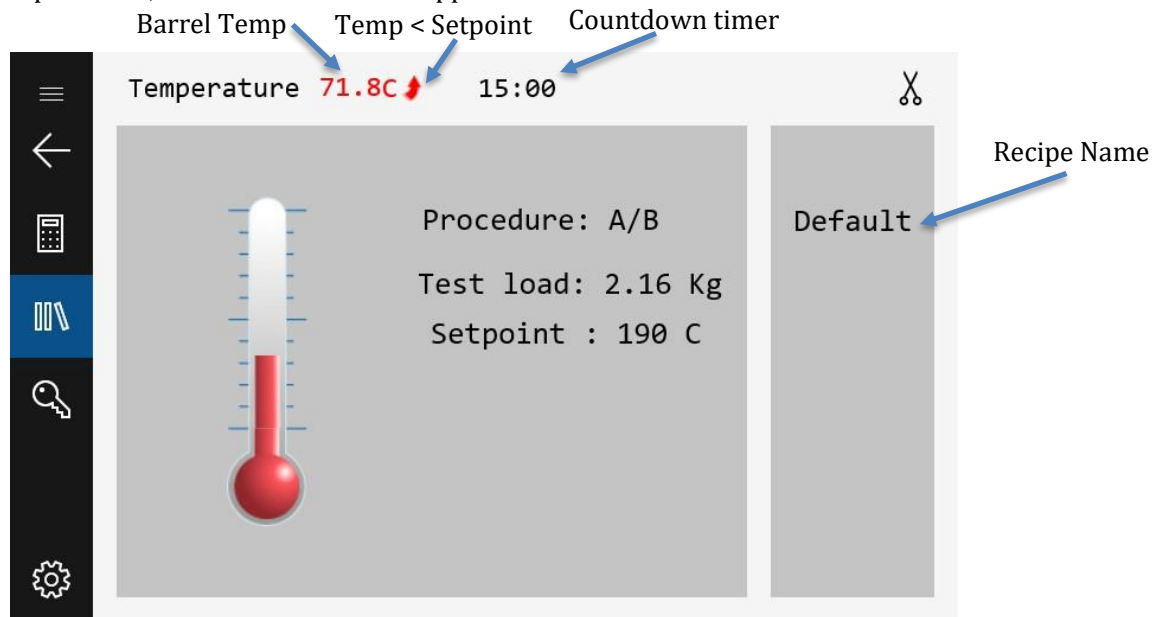 Barrel Temp
Temp < Setpoint
Countdown timer
Temperature 71.8C 15:00
Recipe Name
Procedure: A/B
Default
Test load: 2.16 Kg
Setpoint : 190 C